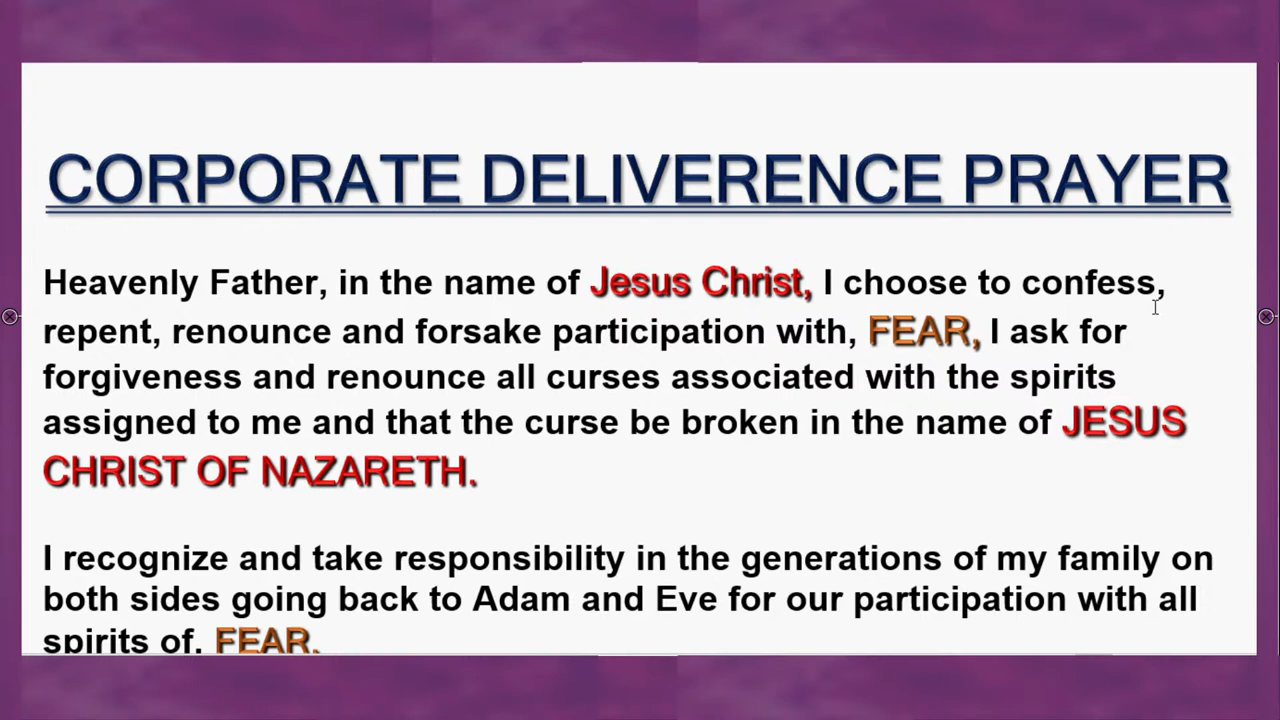 CORPORATE DELIVERENCE PRAYER
Heavenly Father, in the name of Jesus Christ, I choose to confess,
repent, renounce and forsake participation with, FEAR, I ask for
forgiveness and renounce all curses associated with the spirits
assigned to me and that the curse be broken in the name of JESUS
CHRIST OF NAZARETH.
I recognize and take responsibility in the generations of my family on
both sides going back to Adam and Eve for our participation with all
spirits of, FEAR,